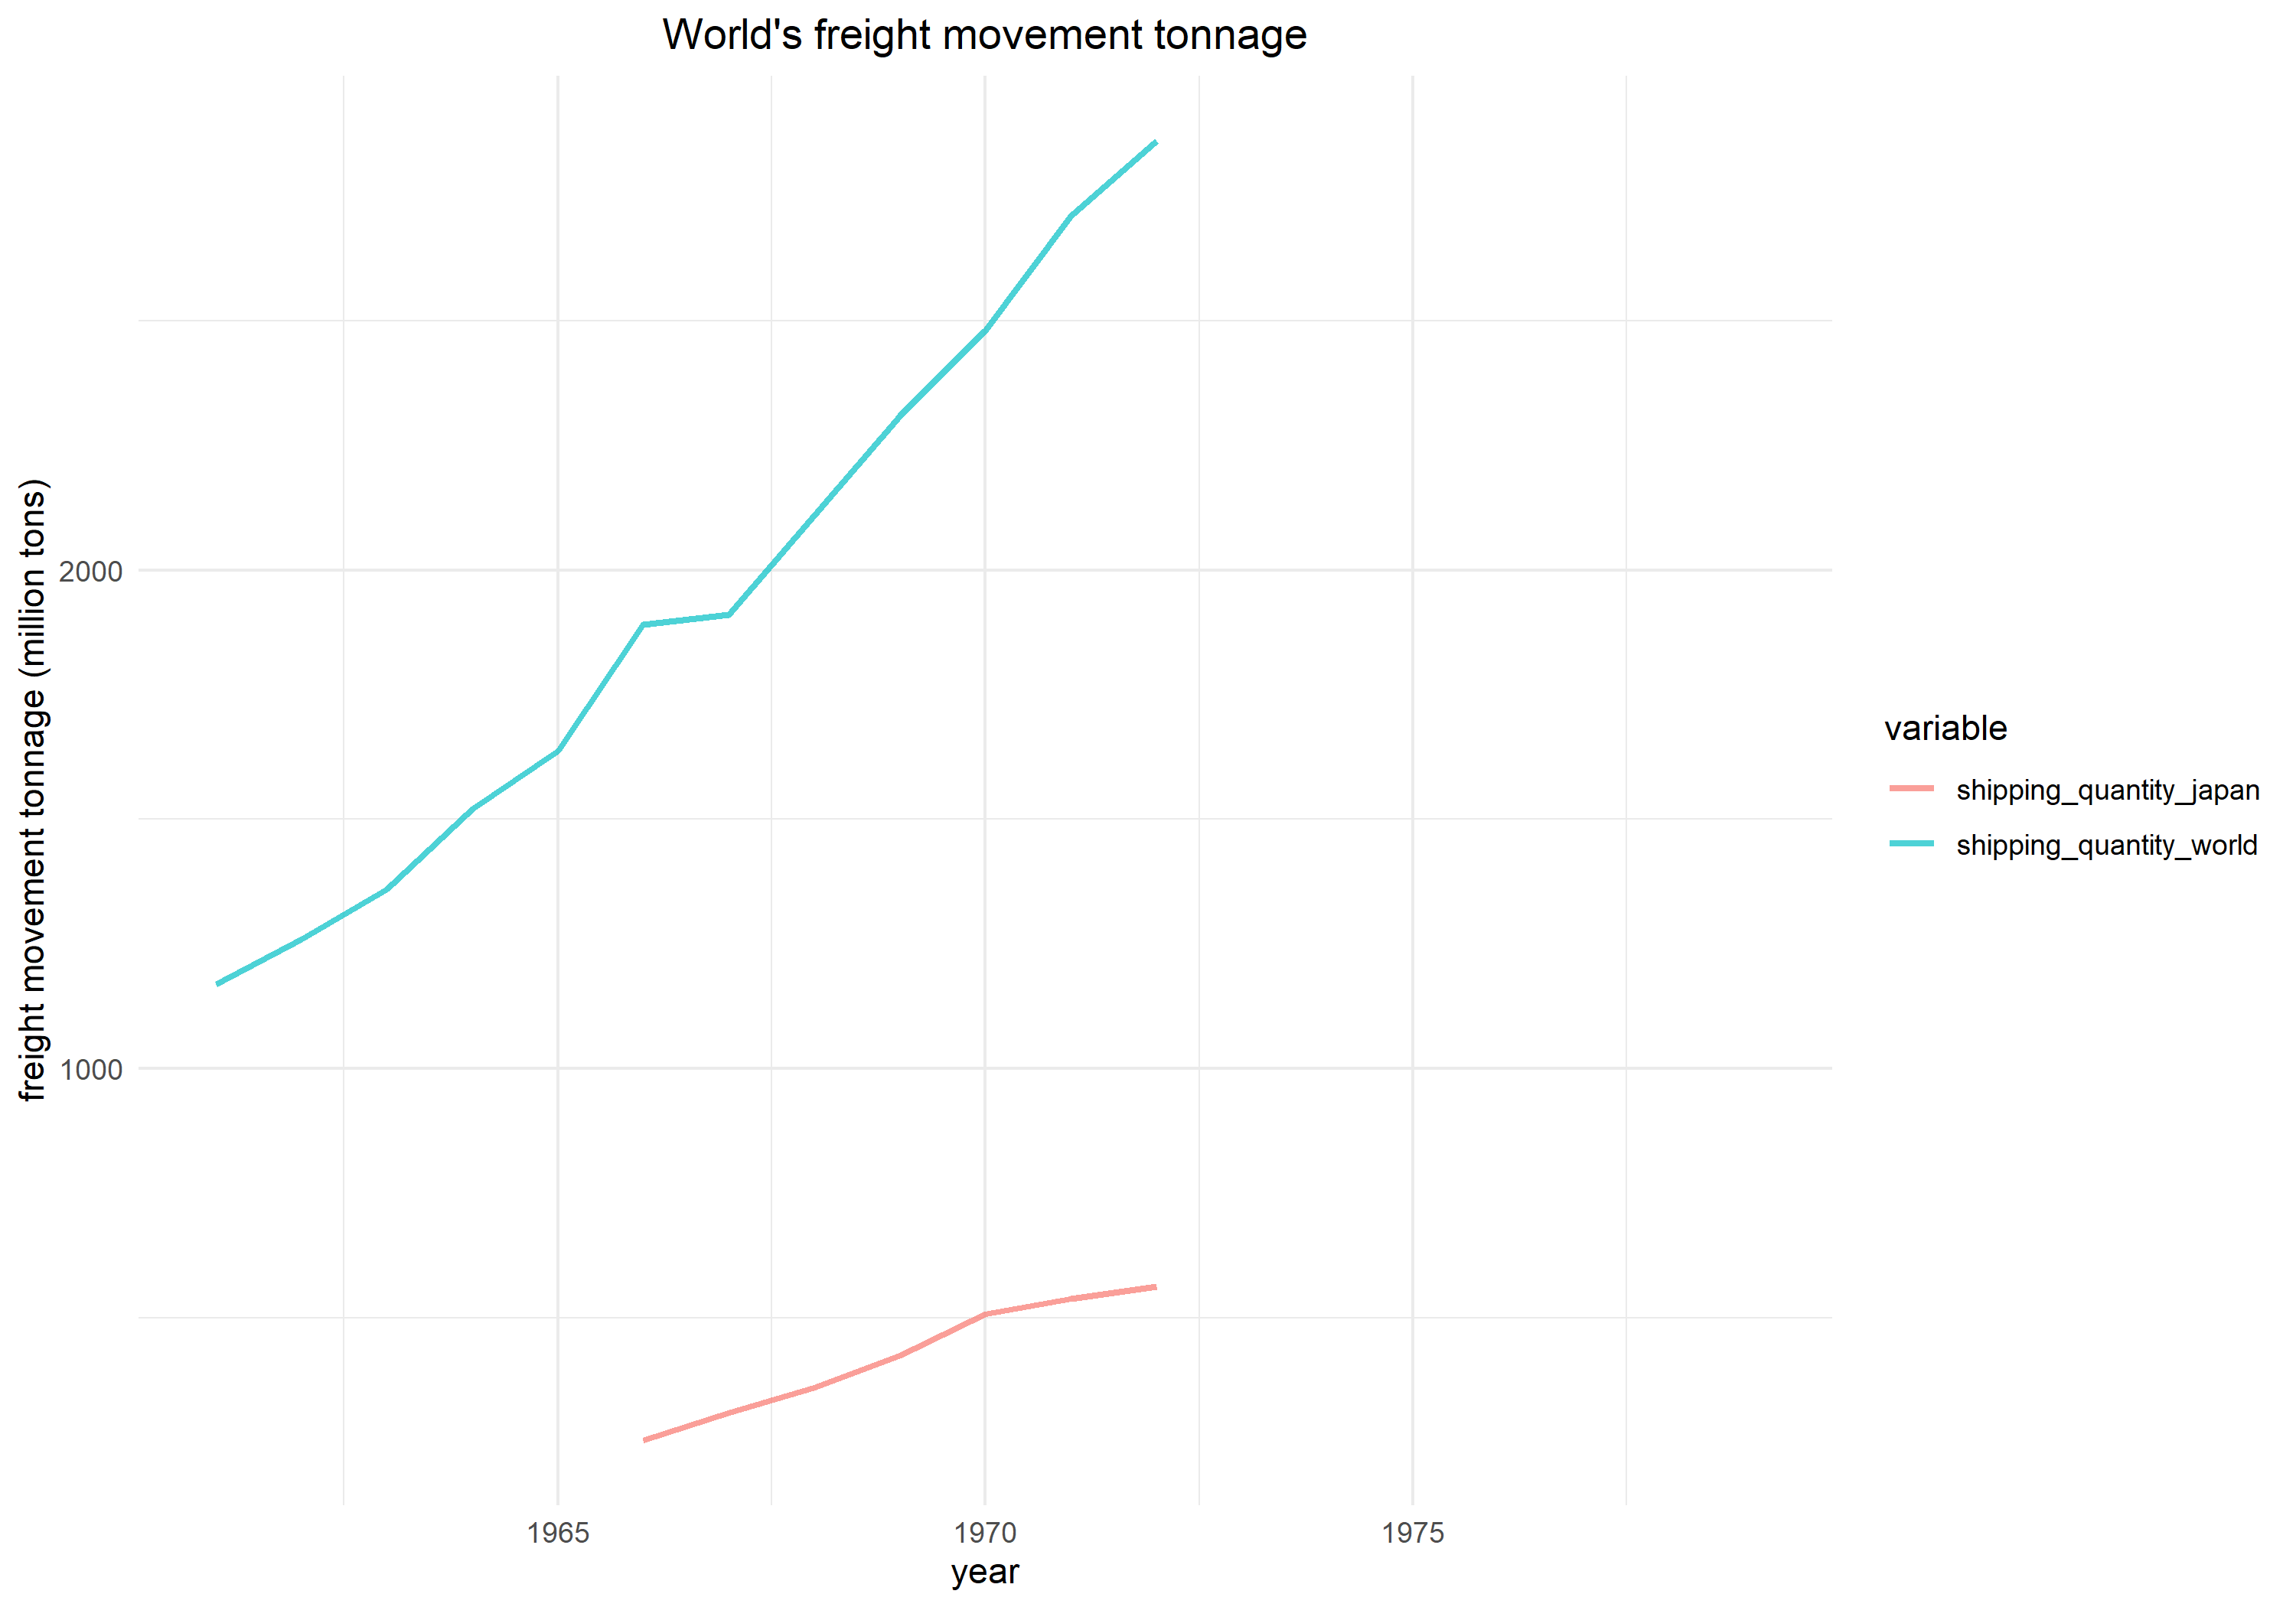 World's freight movement tonnage
freight movement tonnage (million tons)
2000
1000
1965
1970
1975
year
variable
shipping_quantity_japan
shipping_quantity_world